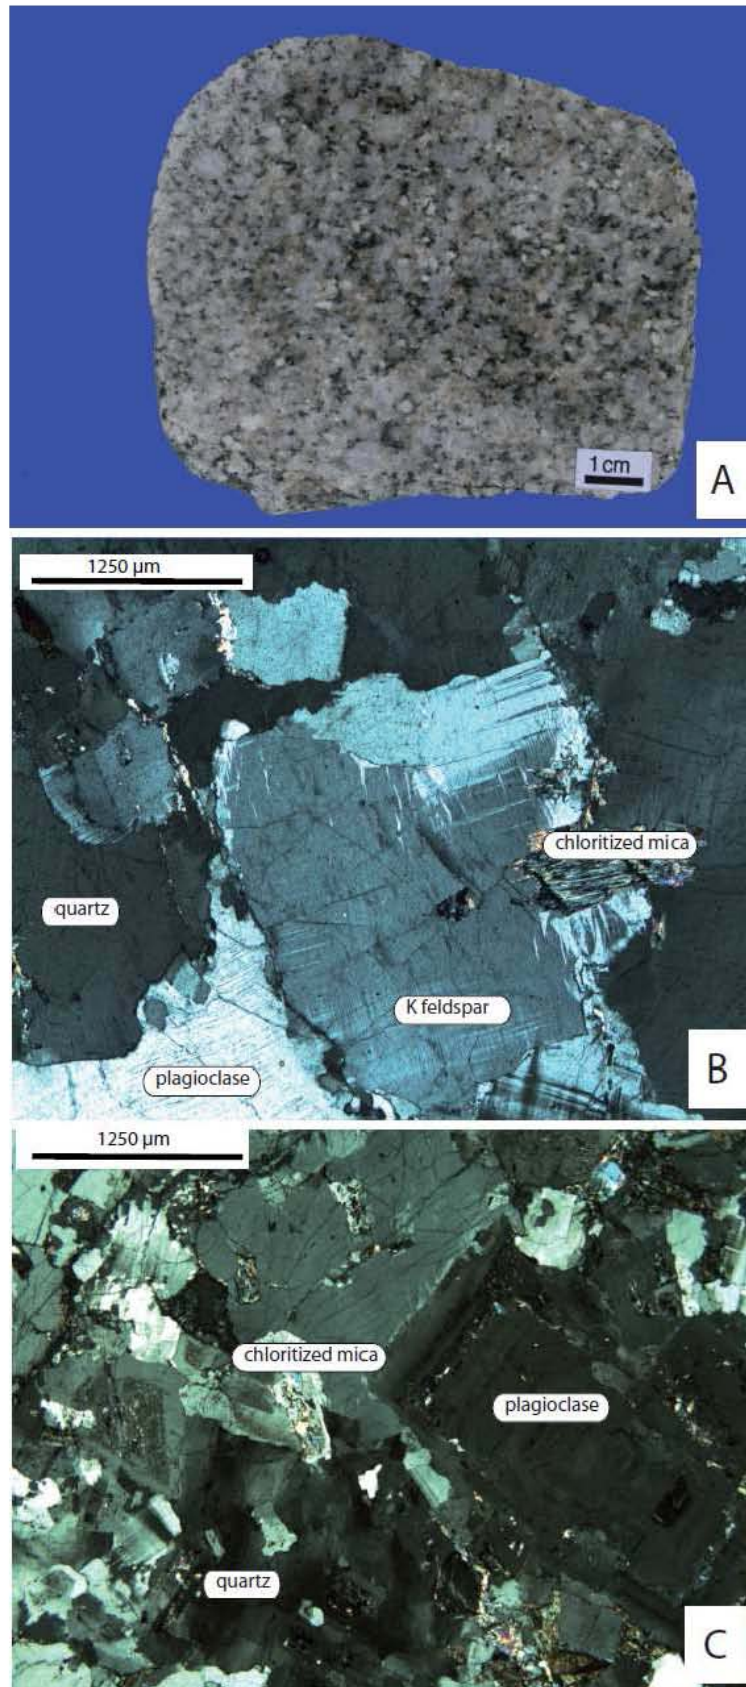 1 cm
A
1250 µm
chloritized mica
quartz
K feldspar
plagioclase
B
1250 µm
chloritized mica
plagioclase
quartz
C